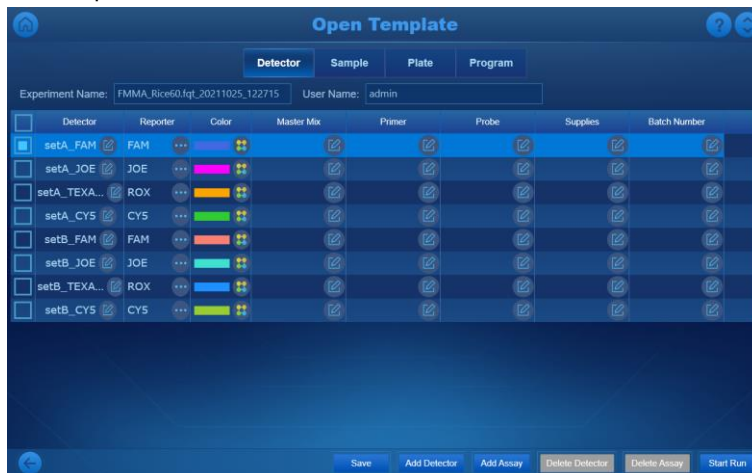 Open Template
?
Detector Sample Plate Program
Experiment Name: FMMA_Rice60.fqt_20211025_122715 User Name: admin
Detector Reporter Color Master Mix Primer Probe Supplies Batch Number
setA_FAM FAM
setA_JOE JOE
setA_TEXA... ROX
setA_CY5 CY5
setB_FAM FAM
setB_JOE JOE
setB_TEXA... ROX
setB_CY5 CY5
Save Add Detector Add Assay Delete Detector Delete Assay Start Run